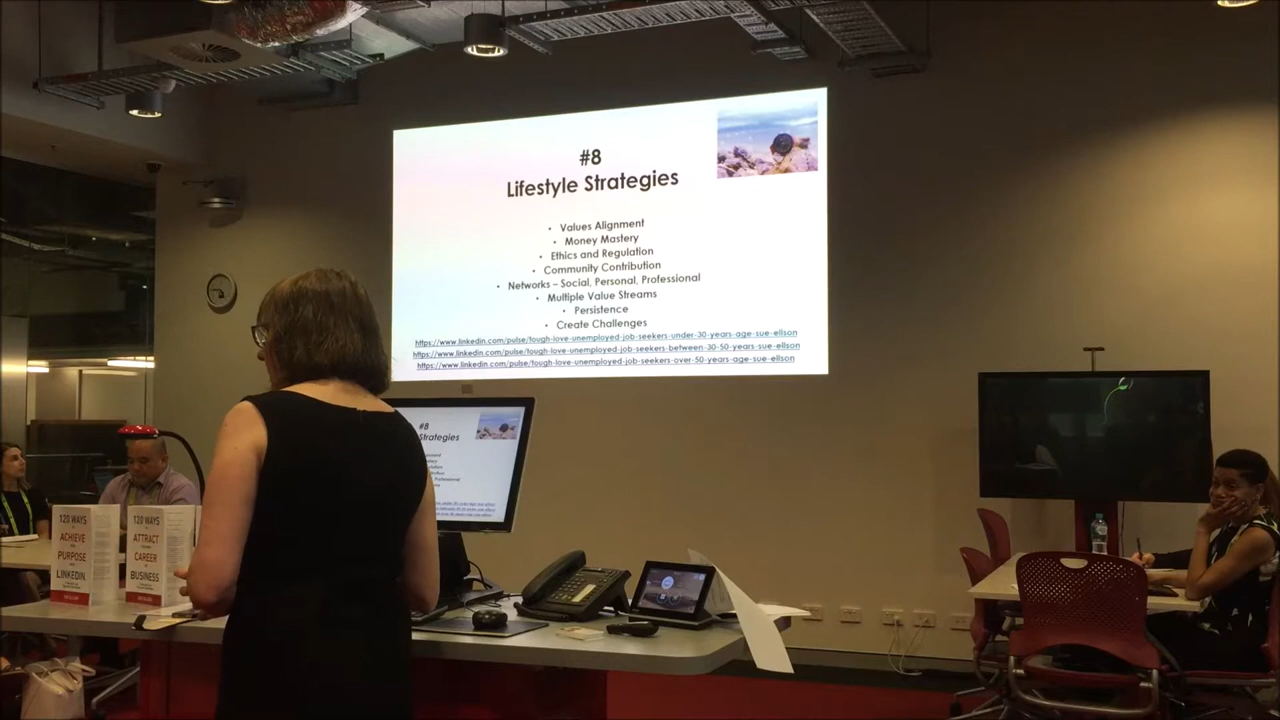 #8
Lifestyle Strategies
• Values Alignment
• Money Mastery
• Ethics and Regulation
• Community Contribution
• Networks – Social, Personal, Professional
• Multiple Value Streams
• Persistence
• Create Challenges
https://www.linkedin.com/pulse/tough-love-unemployed-job-seekers-under-30-years-age-sue-ellson
https://www.linkedin.com/pulse/tough-love-unemployed-job-seekers-between-30-50-years-sue-ellson
https://www.linkedin.com/pulse/tough-love-unemployed-job-seekers-over-50-years-age-sue-ellson
#8
Strategies
Professional
120 WAYS
ACHIEVE
PURPOSE
LINKEDIN
120 WAYS
ATTRACT
CAREER
BUSINESS